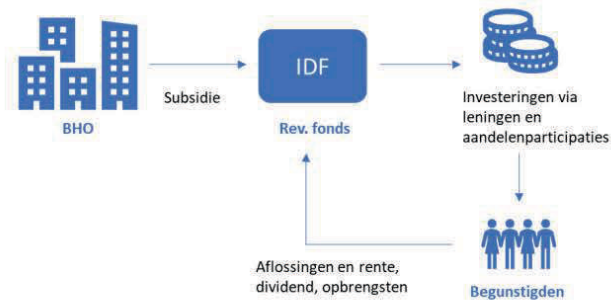 IDF
Subsidie
BHO
Rev. fonds
Investeringen via
leningen en
aandelenparticipaties
Aflossingen en rente,
dividend, opbrengsten
Begunstigden